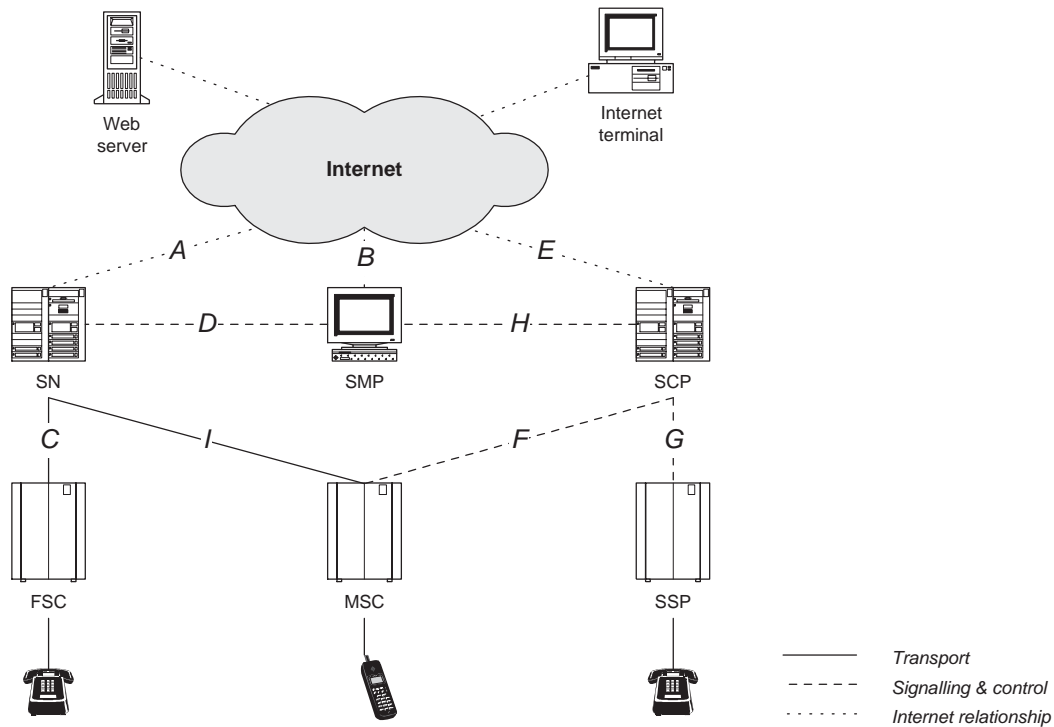 Web
server
Internet
terminal
Internet
A
B
E
D
H
SN
SMP
SCP
C
I
F
G
FSC
MSC
SSP
Transport
Signalling & control
Internet relationship